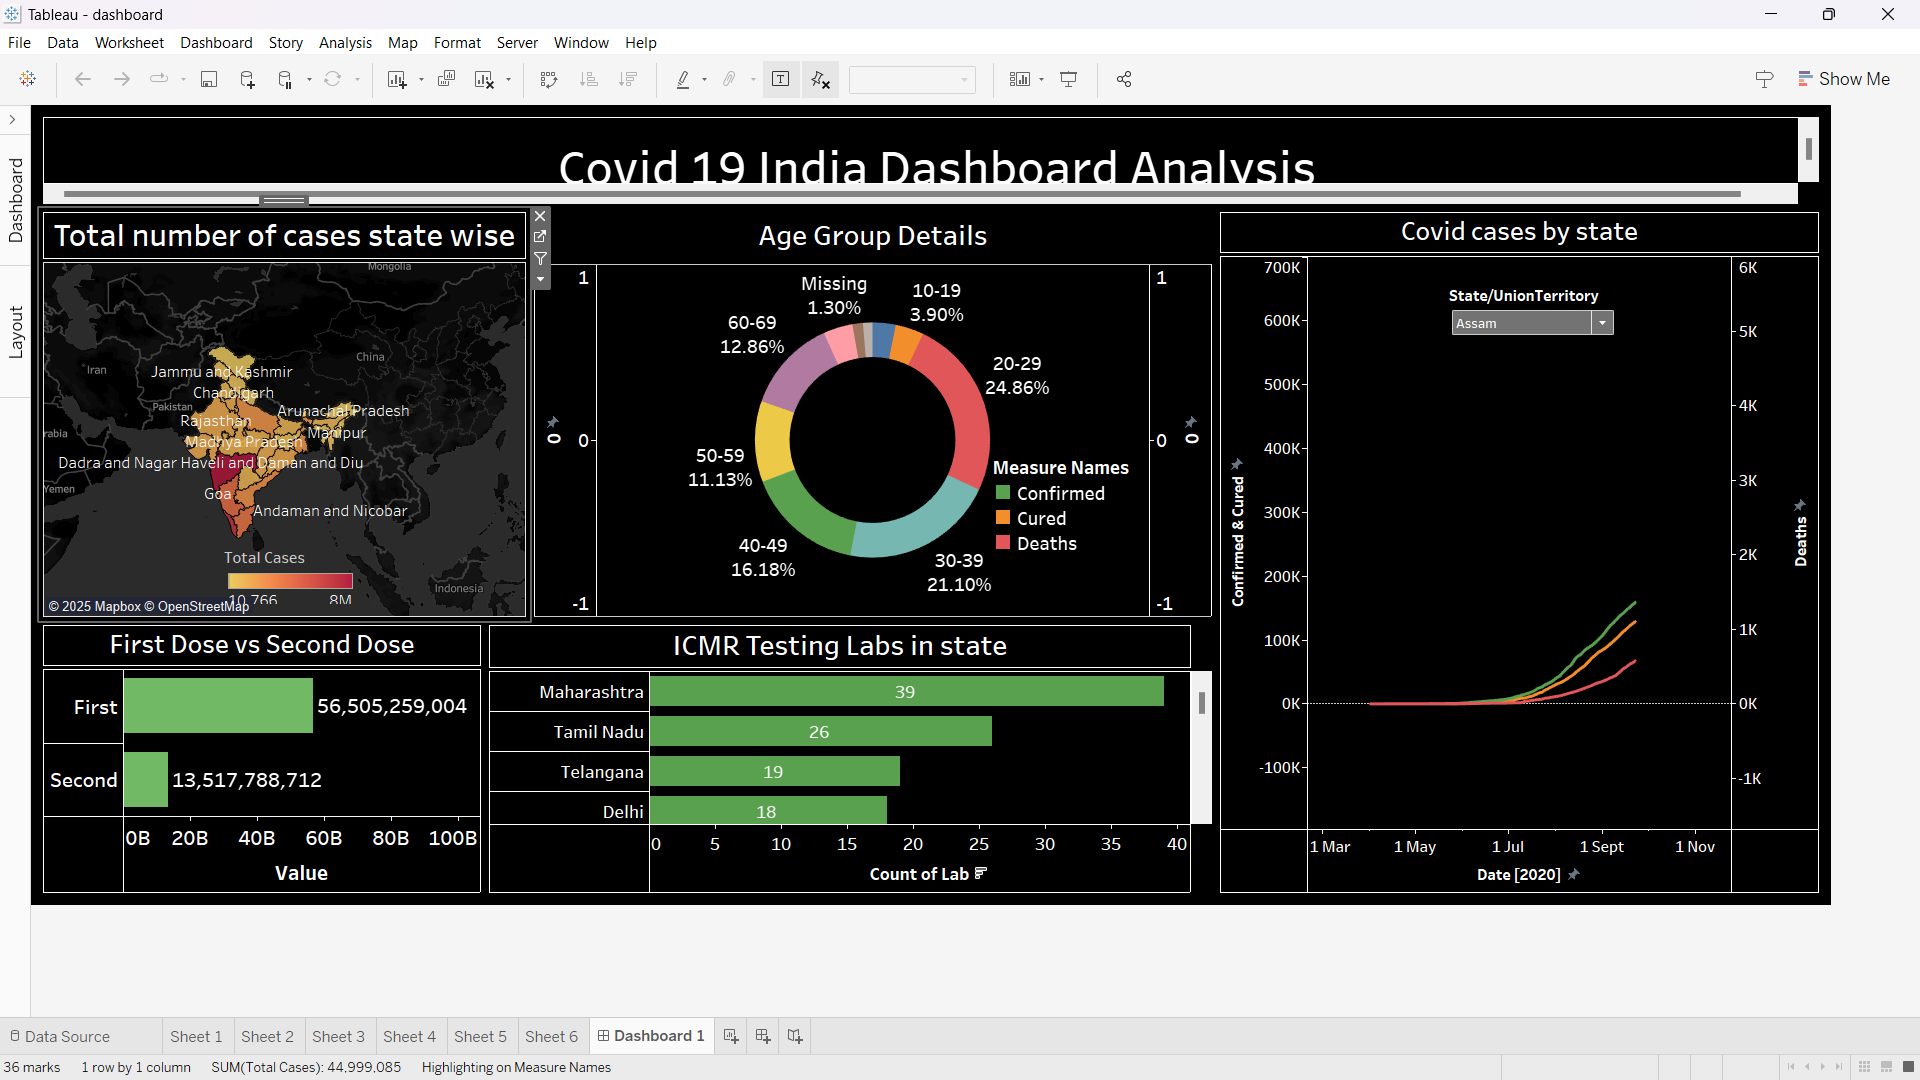 Tableau - dashboard
File Data Worksheet Dashboard Story Analysis Map Format Server Window Help
Show Me
Dashboard
Layout
Covid 19 India Dashboard Analysis
Total number of cases state wise
Mongolia
China
Iran
Pakistan
rabia
Yemen
Indonesia
Jammu and Kashmir
Chandigarh
Arunachal Pradesh
Rajasthan
Manipur
Madhya Pradesh
Dadra and Nagar Haveli and Daman and Diu
Goa
Andaman and Nicobar
Total Cases
10,766 8M
© 2025 Mapbox © OpenStreetMap
Age Group Details
1
0
-1
0
Missing
1.30%
10-19
3.90%
60-69
12.86%
20-29
24.86%
50-59
11.13%
40-49
16.18%
30-39
21.10%
Measure Names
Confirmed
Cured
Deaths
1
0
-1
0
Covid cases by state
State/UnionTerritory
Assam
700K
600K
500K
400K
300K
200K
100K
0K
-100K
Confirmed & Cured
6K
5K
4K
3K
2K
1K
0K
-1K
Deaths
1 Mar 1 May 1 Jul 1 Sept 1 Nov
Date [2020]
First Dose vs Second Dose
First 56,505,259,004
Second 13,517,788,712
0B 20B 40B 60B 80B 100B
Value
ICMR Testing Labs in state
Maharashtra 39
Tamil Nadu 26
Telangana 19
Delhi 18
0 5 10 15 20 25 30 35 40
Count of Lab
Data Source Sheet 1 Sheet 2 Sheet 3 Sheet 4 Sheet 5 Sheet 6 Dashboard 1
36 marks 1 row by 1 column SUM(Total Cases): 44,999,085 Highlighting on Measure Names